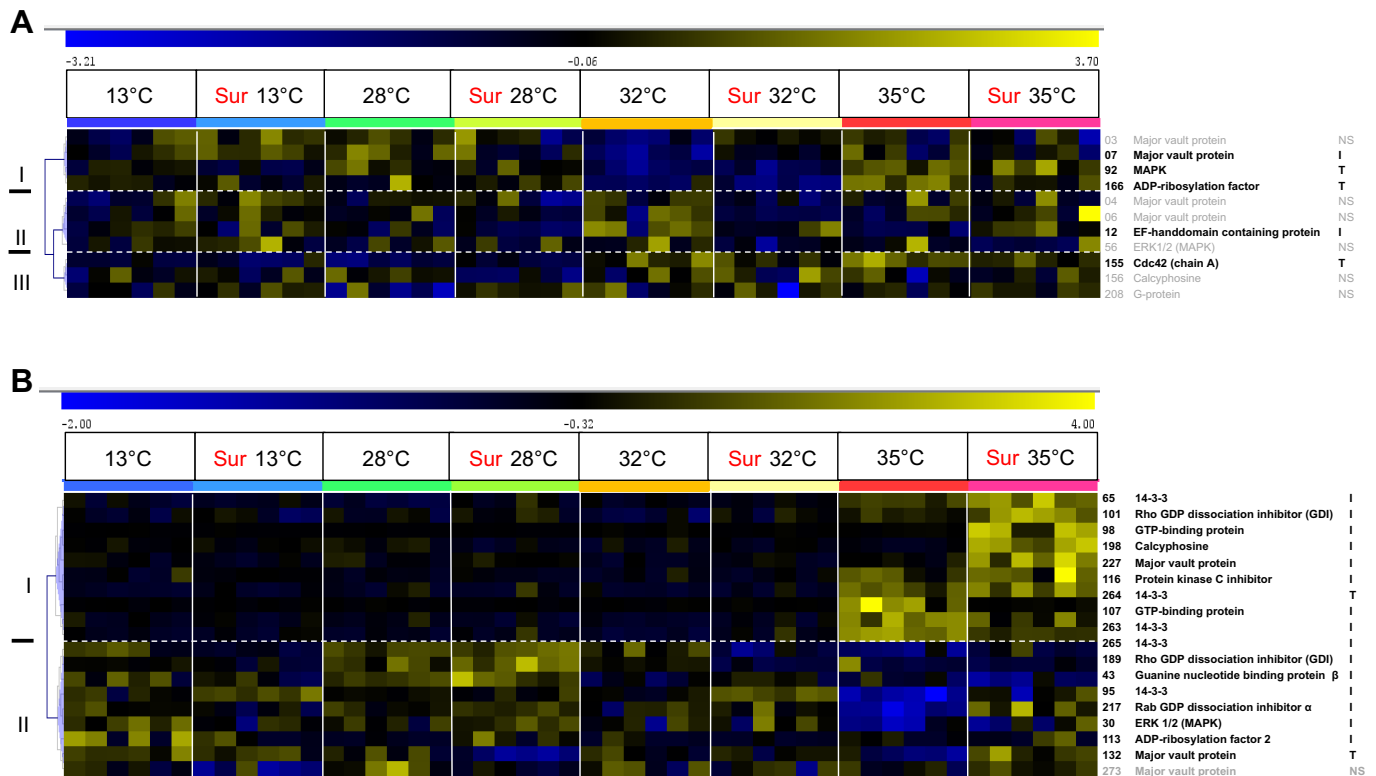 A
-3.21 -0.06 3.70
13°C Sur 13°C 28°C Sur 28°C 32°C Sur 32°C 35°C Sur 35°C
I
II
III
03 Major vault protein NS
07 Major vault protein I
92 MAPK T
166 ADP-ribosylation factor T
04 Major vault protein NS
06 Major vault protein NS
12 EF-handdomain containing protein I
56 ERK1/2 (MAPK) NS
155 Cdc42 (chain A) T
156 Calcyphosine NS
208 G-protein NS
B
-2.00 -0.32 4.00
13°C Sur 13°C 28°C Sur 28°C 32°C Sur 32°C 35°C Sur 35°C
I
II
65 14-3-3 I
101 Rho GDP dissociation inhibitor (GDI) I
98 GTP-binding protein I
198 Calcyphosine I
227 Major vault protein I
116 Protein kinase C inhibitor I
264 14-3-3 T
107 GTP-binding protein I
263 14-3-3 I
265 14-3-3 I
189 Rho GDP dissociation inhibitor (GDI) I
43 Guanine nucleotide binding protein β I
95 14-3-3 I
217 Rab GDP dissociation inhibitor α I
30 ERK 1/2 (MAPK) I
113 ADP-ribosylation factor 2 I
132 Major vault protein T
273 Major vault protein NS